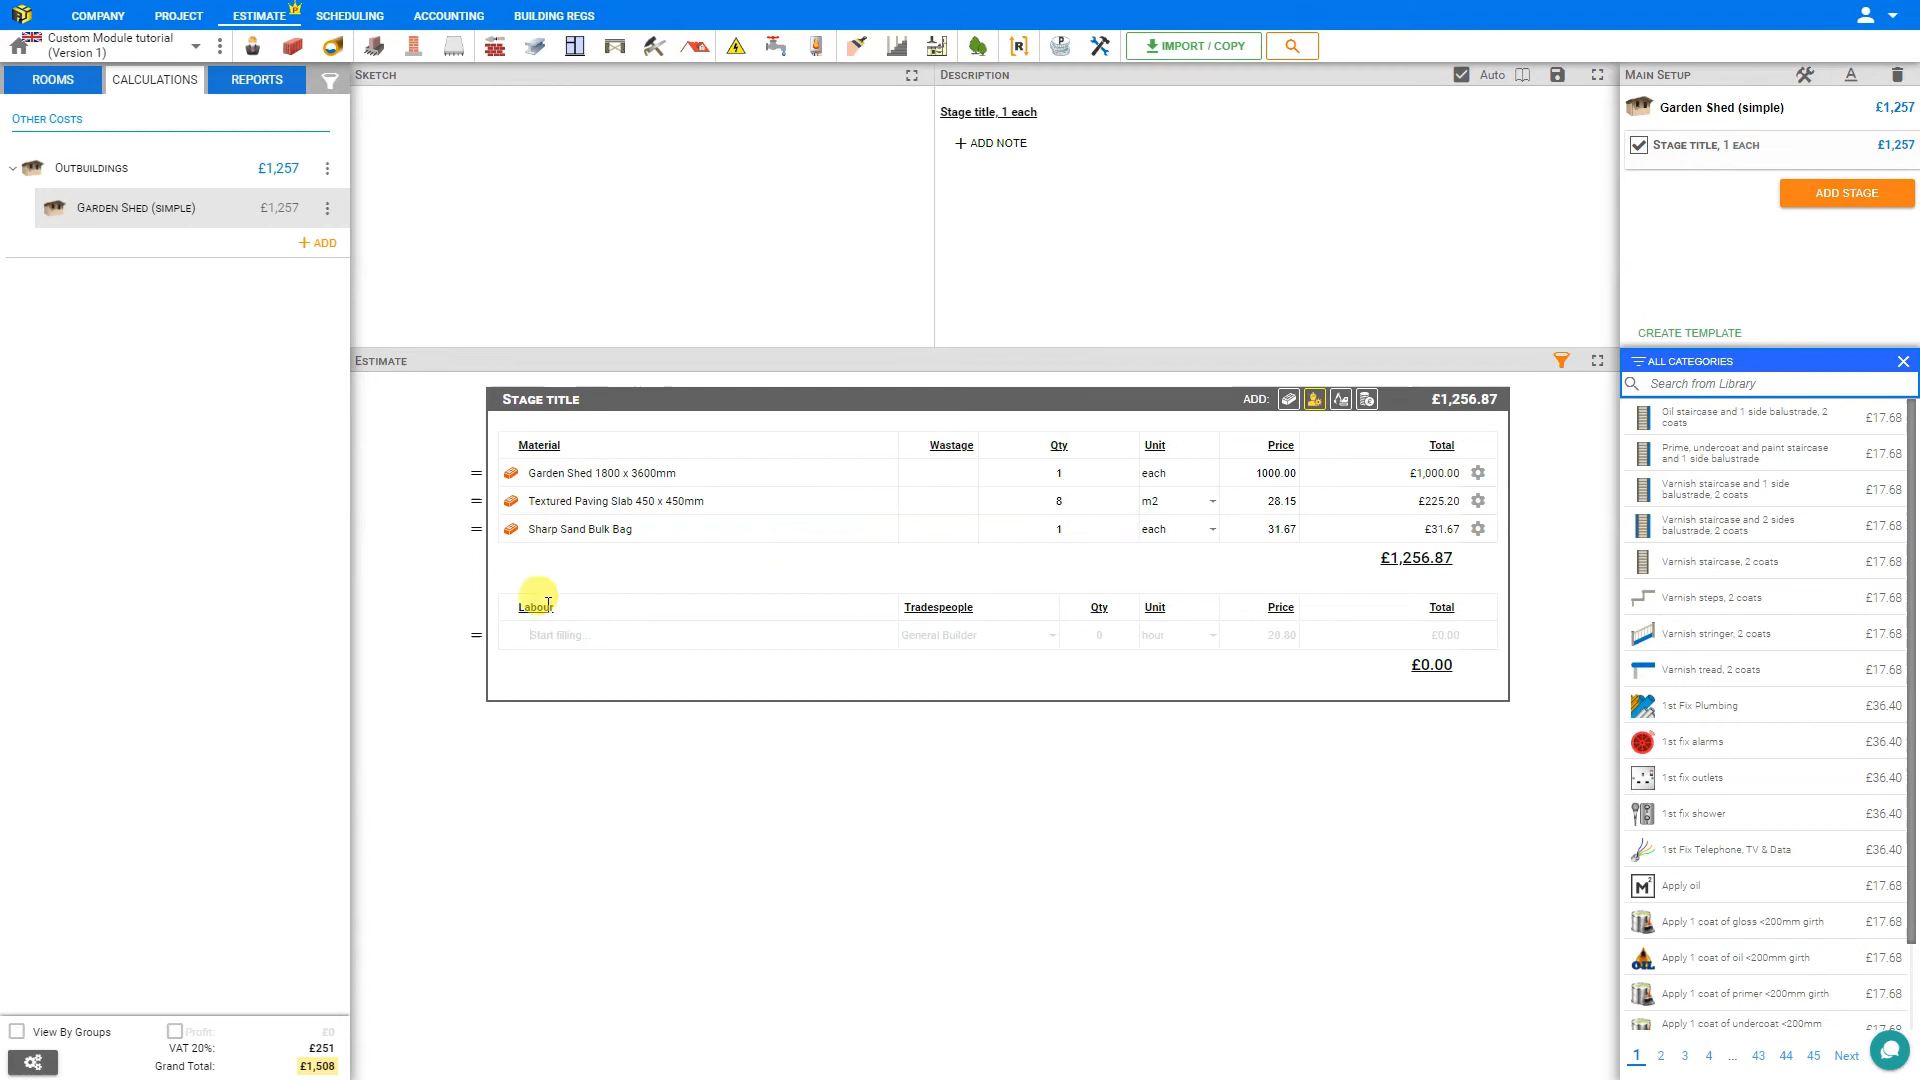 COMPANY PROJECT ESTIMATE SCHEDULING ACCOUNTING BUILDING REGS
Custom Module tutorial
(Version 1)
IMPORT / COPY
ROOMS CALCULATIONS REPORTS
OTHER COSTS
OUTBUILDINGS £1,257
GARDEN SHED (SIMPLE) £1,257
ADD
View By Groups Profit: £0
VAT 20%: £251
Grand Total: £1,508
SKETCH
DESCRIPTION Auto
Stage title, 1 each
ADD NOTE
ESTIMATE
STAGE TITLE ADD: £1,256.87
Material Wastage Qty Unit Price Total
Garden Shed 1800 x 3600mm 1 each 1000.00 £1,000.00
Textured Paving Slab 450 x 450mm 8 m2 28.15 £225.20
Sharp Sand Bulk Bag 1 each 31.67 £31.67
£1,256.87
Labour Tradespeople Qty Unit Price Total
Start filling... General Builder 0 hour 20.80 £0.00
£0.00
MAIN SETUP
Garden Shed (simple) £1,257
STAGE TITLE, 1 EACH £1,257
ADD STAGE
CREATE TEMPLATE
ALL CATEGORIES
Search from Library
Oil staircase and 1 side balustrade, 2
coats £17.68
Prime, undercoat and paint staircase
and 1 side balustrade £17.68
Varnish staircase and 1 side
balustrade, 2 coats £17.68
Varnish staircase and 2 sides
balustrade, 2 coats £17.68
Varnish staircase, 2 coats £17.68
Varnish steps, 2 coats £17.68
Varnish stringer, 2 coats £17.68
Varnish tread, 2 coats £17.68
1st Fix Plumbing £36.40
1st fix alarms £36.40
1st fix outlets £36.40
1st fix shower £36.40
1st Fix Telephone, TV & Data £36.40
M² Apply oil £17.68
Apply 1 coat of gloss <200mm girth £17.68
OIL Apply 1 coat of oil <200mm girth £17.68
Apply 1 coat of primer <200mm girth £17.68
Apply 1 coat of undercoat <200mm £17.68
1 2 3 4 ... 43 44 45 Next